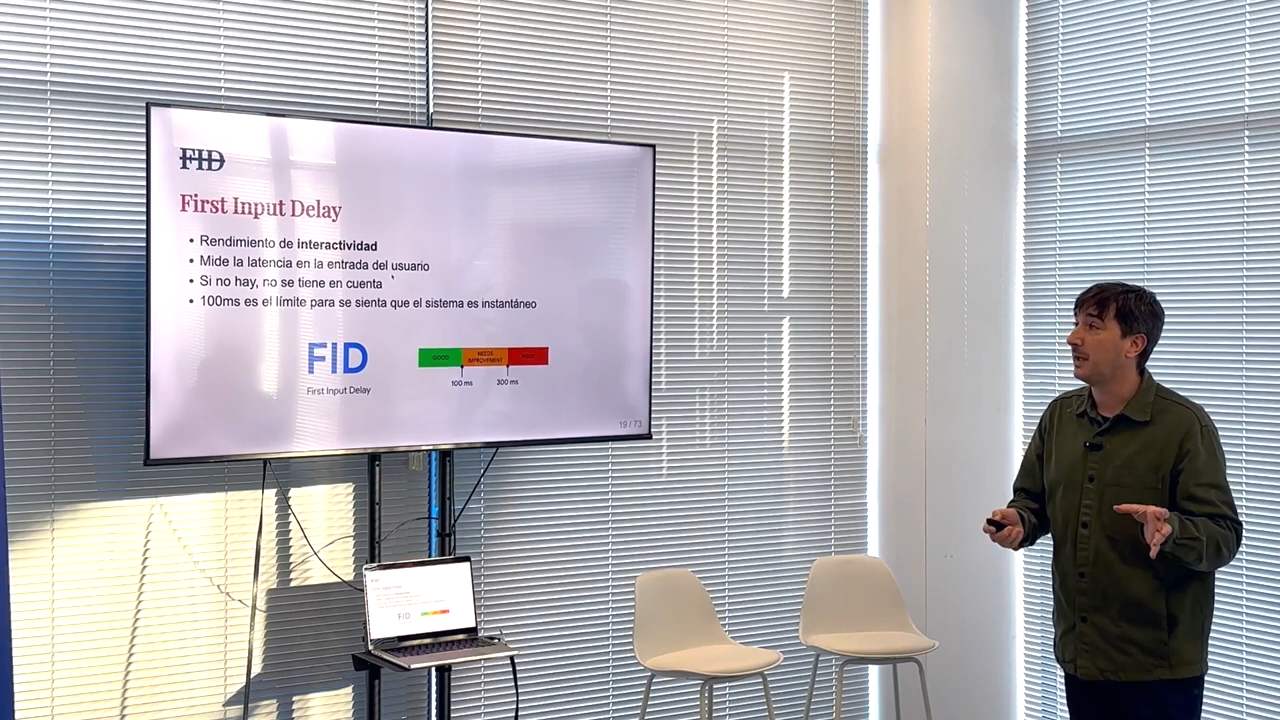 FID
First Input Delay
• Rendimiento de interactividad
• Mide la latencia en la entrada del usuario
• Si no hay, no se tiene en cuenta
• 100ms es el límite para se sienta que el sistema es instantáneo
FID
First Input Delay
GOOD
NEEDS
IMPROVEMENT
POOR
100 ms
300 ms
19 / 73
FID